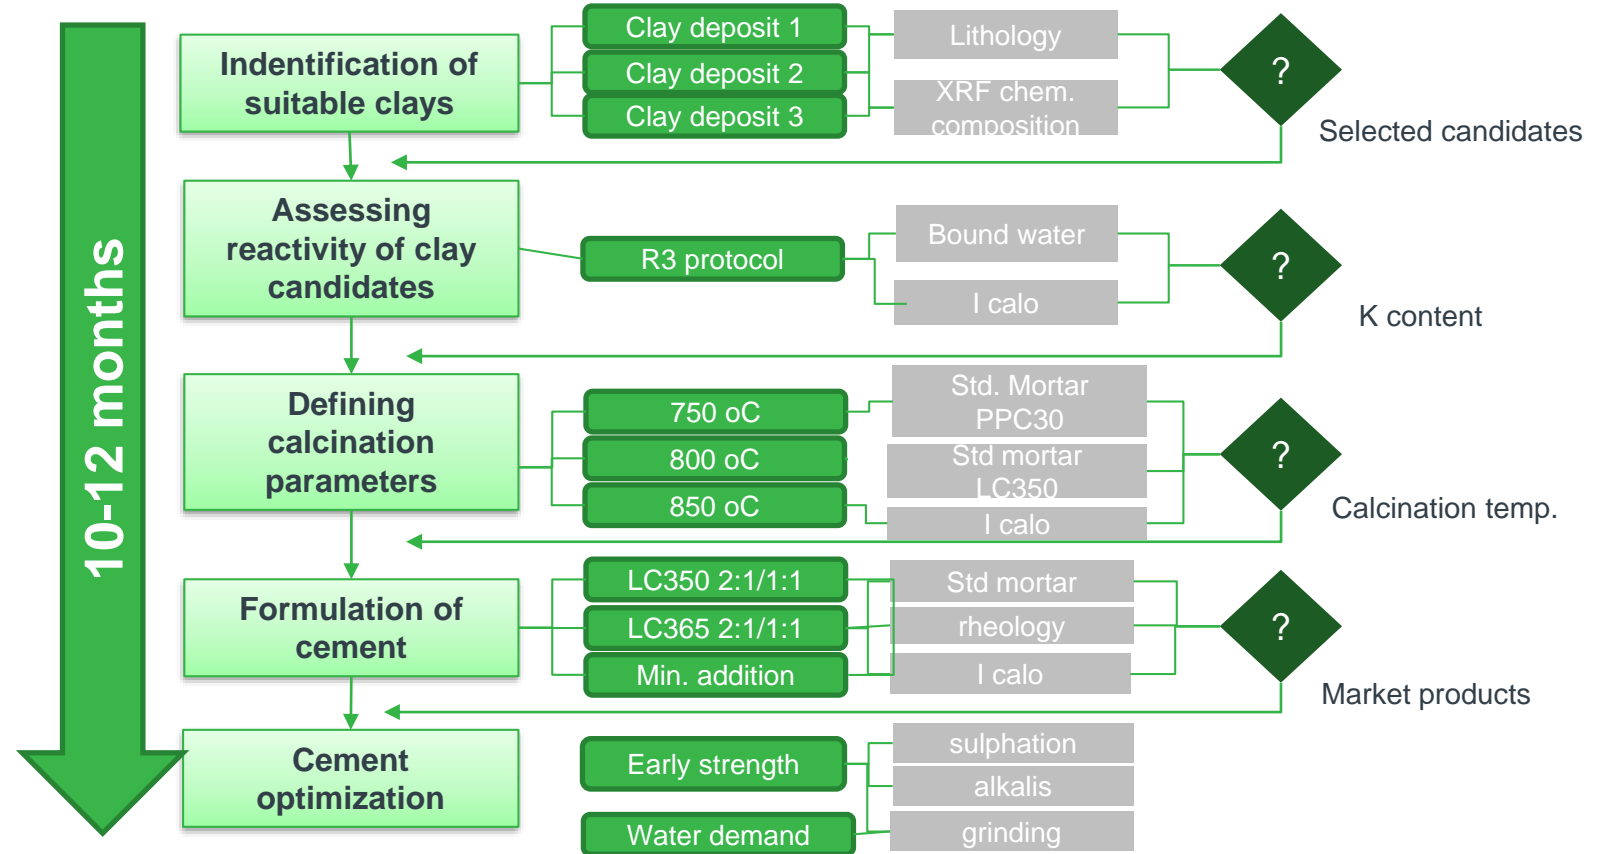 10-12 months
Indentification of
suitable clays
Clay deposit 1
Clay deposit 2
Clay deposit 3
Lithology
XRF chem.
composition
?
Selected candidates
Assessing
reactivity of clay
candidates
R3 protocol
Bound water
I calo
?
K content
Defining
calcination
parameters
750 oC
800 oC
850 oC
Std. Mortar
PPC30
Std mortar
LC350
I calo
?
Calcination temp.
Formulation of
cement
LC350 2:1/1:1
LC365 2:1/1:1
Min. addition
Std mortar
rheology
I calo
?
Market products
Cement
optimization
Early strength
Water demand
sulphation
alkalis
grinding